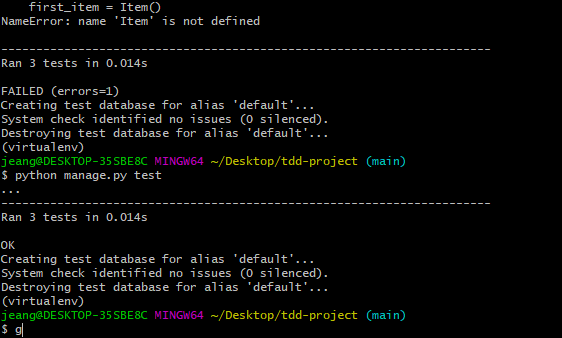 first_item = Item()
NameError: name 'Item' is not defined
----------------------------------------------------------------------
Ran 3 tests in 0.014s
FAILED (errors=1)
Creating test database for alias 'default'...
System check identified no issues (0 silenced).
Destroying test database for alias 'default'...
(virtualenv)
jeang@DESKTOP-35SBE8C MINGW64 ~/Desktop/tdd-project (main)
$ python manage.py test
...
----------------------------------------------------------------------
Ran 3 tests in 0.014s
OK
Creating test database for alias 'default'...
System check identified no issues (0 silenced).
Destroying test database for alias 'default'...
(virtualenv)
jeang@DESKTOP-35SBE8C MINGW64 ~/Desktop/tdd-project (main)
$ g